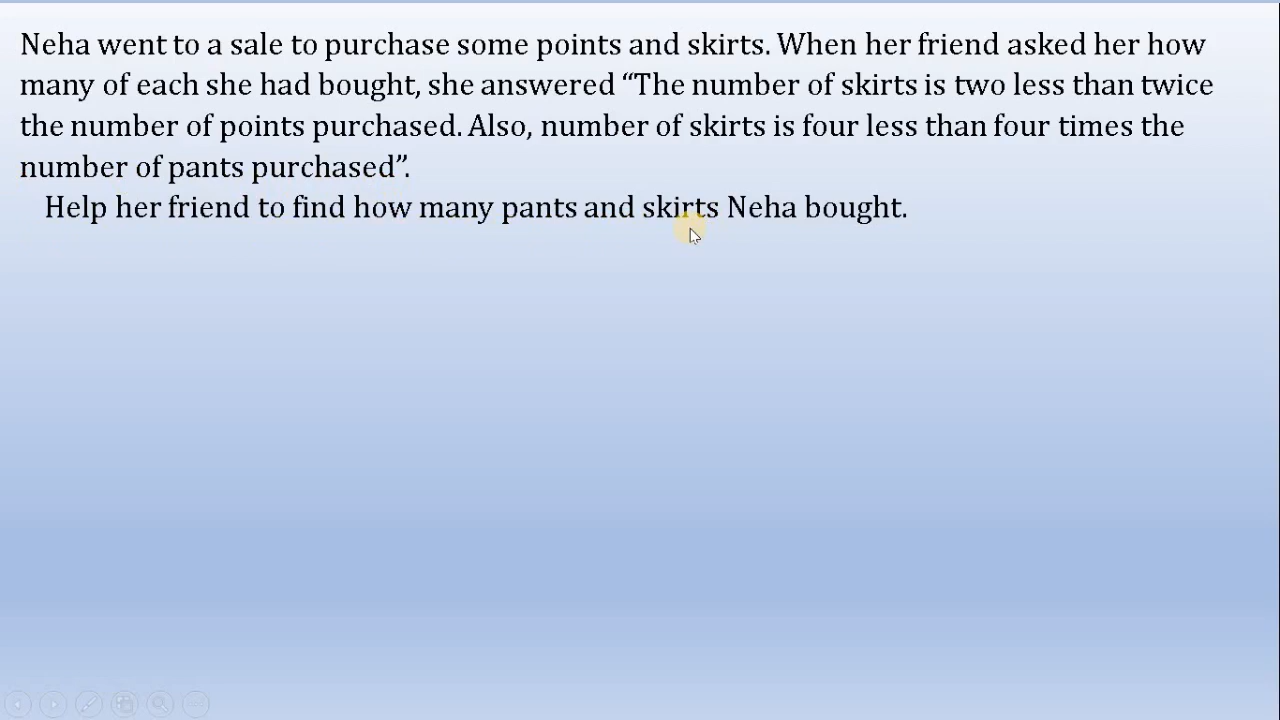 Neha went to a sale to purchase some points and skirts. When her friend asked her how
many of each she had bought, she answered “The number of skirts is two less than twice
the number of points purchased. Also, number of skirts is four less than four times the
number of pants purchased”.
Help her friend to find how many pants and skirts Neha bought.